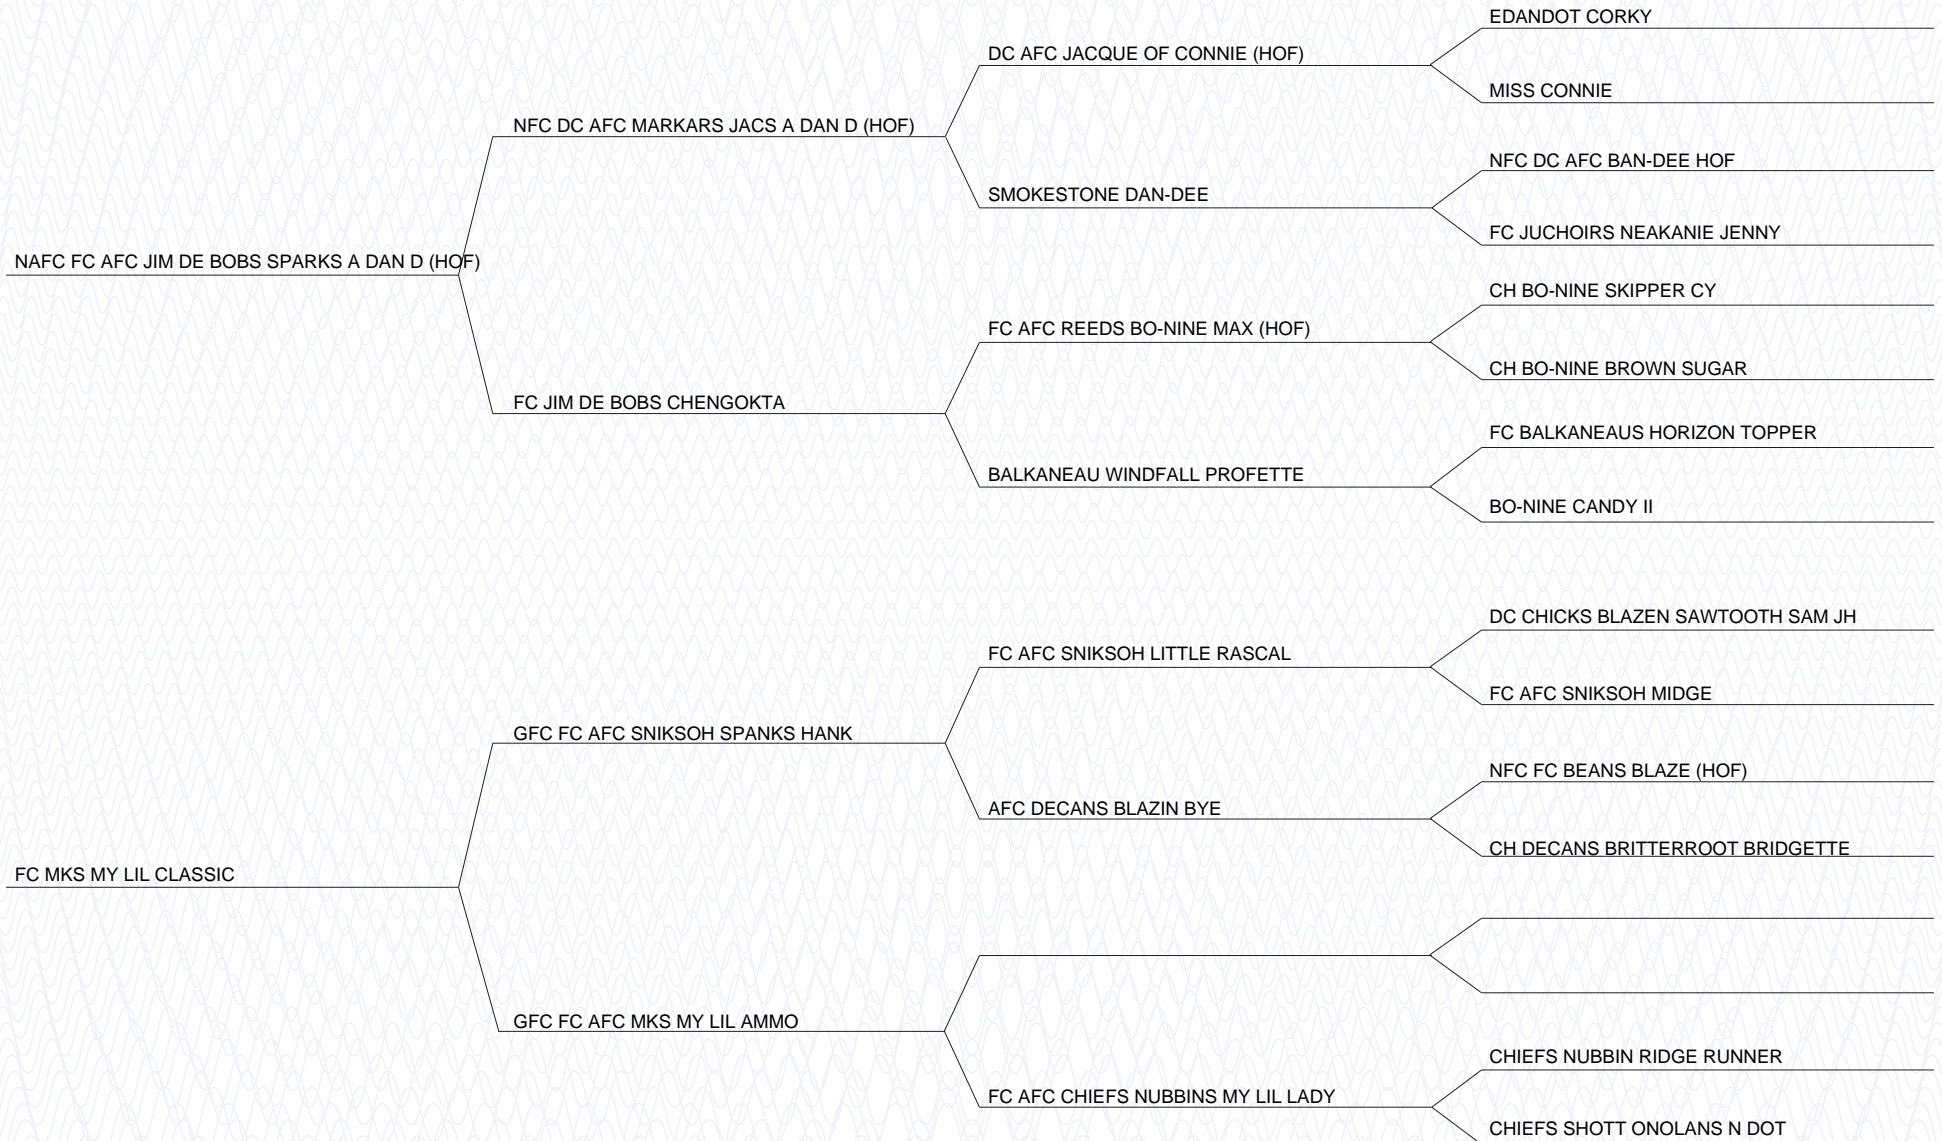 EDANDOT CORKY
DC AFC JACQUE OF CONNIE (HOF)
MISS CONNIE
NFC DC AFC MARKARS JACS A DAN D (HOF)
NFC DC AFC BAN-DEE HOF
SMOKESTONE DAN-DEE
FC JUCHOIRS NEAKANIE JENNY
NAFC FC AFC JIM DE BOBS SPARKS A DAN D (HOF)
CH BO-NINE SKIPPER CY
FC AFC REEDS BO-NINE MAX (HOF)
CH BO-NINE BROWN SUGAR
FC JIM DE BOBS CHENGOKTA
FC BALKANEAUS HORIZON TOPPER
BALKANEAU WINDFALL PROFETTE
BO-NINE CANDY II
DC CHICKS BLAZEN SAWTOOTH SAM JH
FC AFC SNIKSOH LITTLE RASCAL
FC AFC SNIKSOH MIDGE
GFC FC AFC SNIKSOH SPANKS HANK
NFC FC BEANS BLAZE (HOF)
AFC DECANS BLAZIN BYE
CH DECANS BRITTERROOT BRIDGETTE
FC MKS MY LIL CLASSIC
GFC FC AFC MKS MY LIL AMMO
CHIEFS NUBBIN RIDGE RUNNER
FC AFC CHIEFS NUBBINS MY LIL LADY
CHIEFS SHOTT ONOLANS N DOT